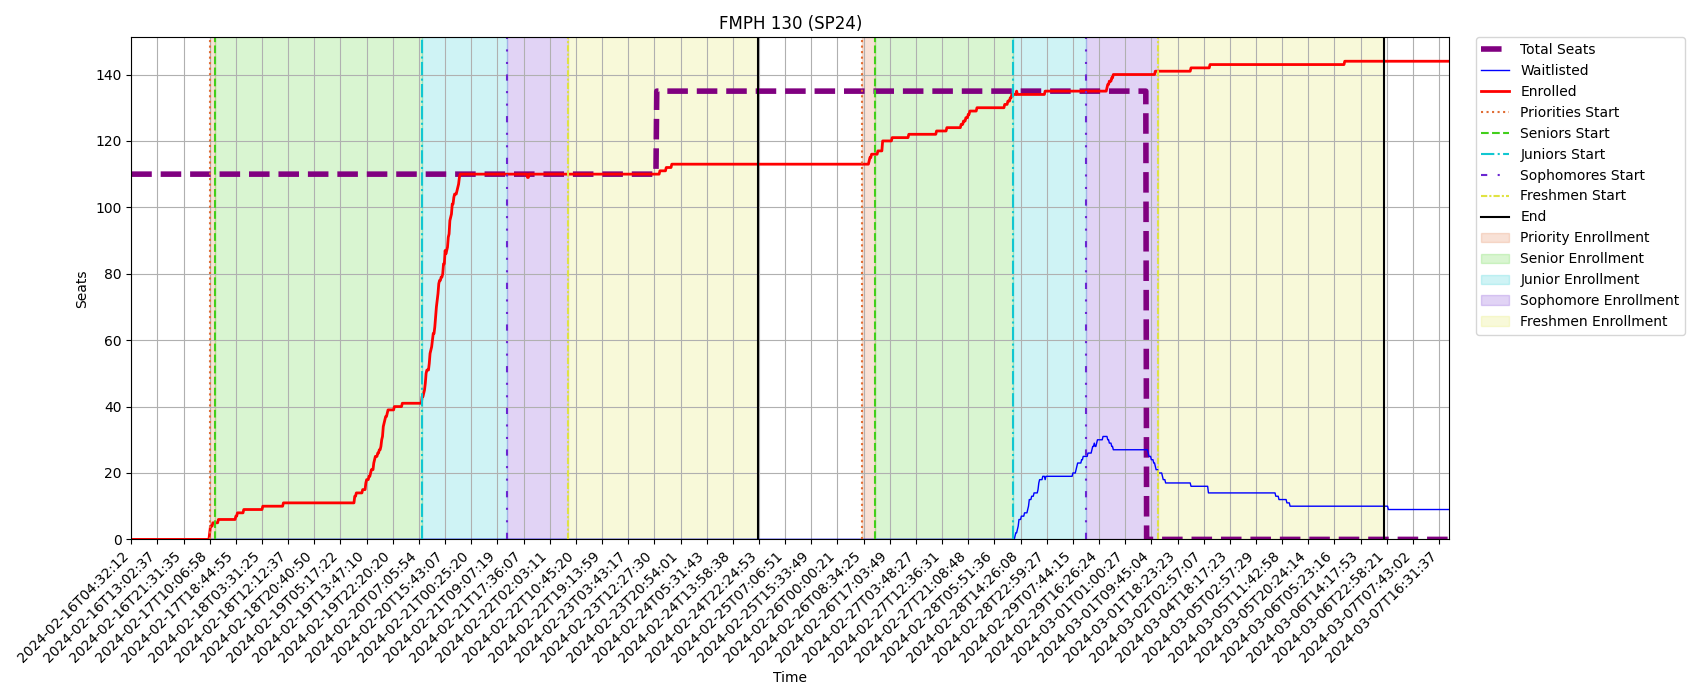 FMPH 130 (SP24)
Seats
140
120
100
80
60
40
20
0
2024-02-16T04:32:12
2024-02-16T13:02:37
2024-02-16T21:31:35
2024-02-17T10:06:58
2024-02-17T18:44:55
2024-02-18T03:31:25
2024-02-18T12:12:37
2024-02-18T20:40:50
2024-02-19T05:17:22
2024-02-19T13:47:10
2024-02-19T22:20:20
2024-02-20T07:05:54
2024-02-20T15:43:07
2024-02-21T00:25:20
2024-02-21T09:07:19
2024-02-21T17:36:07
2024-02-22T02:03:11
2024-02-22T10:45:20
2024-02-22T19:13:59
2024-02-23T03:43:17
2024-02-23T12:27:30
2024-02-23T20:54:01
2024-02-24T05:31:43
2024-02-24T13:58:38
2024-02-24T22:24:53
2024-02-25T07:06:51
2024-02-25T15:33:49
2024-02-26T00:00:21
2024-02-26T08:34:25
2024-02-26T17:03:49
2024-02-27T03:48:27
2024-02-27T12:36:31
2024-02-27T21:08:48
2024-02-28T05:51:36
2024-02-28T14:26:08
2024-02-28T22:59:27
2024-02-29T07:44:15
2024-02-29T16:26:24
2024-03-01T01:00:27
2024-03-01T09:45:04
2024-03-01T18:23:23
2024-03-02T02:57:07
2024-03-04T18:17:23
2024-03-05T02:57:29
2024-03-05T11:42:58
2024-03-05T20:24:14
2024-03-06T05:23:16
2024-03-06T14:17:53
2024-03-06T22:58:21
2024-03-07T07:43:02
2024-03-07T16:31:37
Time
Total Seats
Waitlisted
Enrolled
Priorities Start
Seniors Start
Juniors Start
Sophomores Start
Freshmen Start
End
Priority Enrollment
Senior Enrollment
Junior Enrollment
Sophomore Enrollment
Freshmen Enrollment